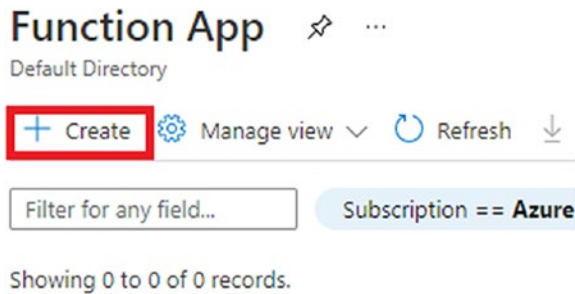 Function App ...
Default Directory
+ Create Manage view Refresh
Filter for any field... Subscription == Azure
Showing 0 to 0 of 0 records.